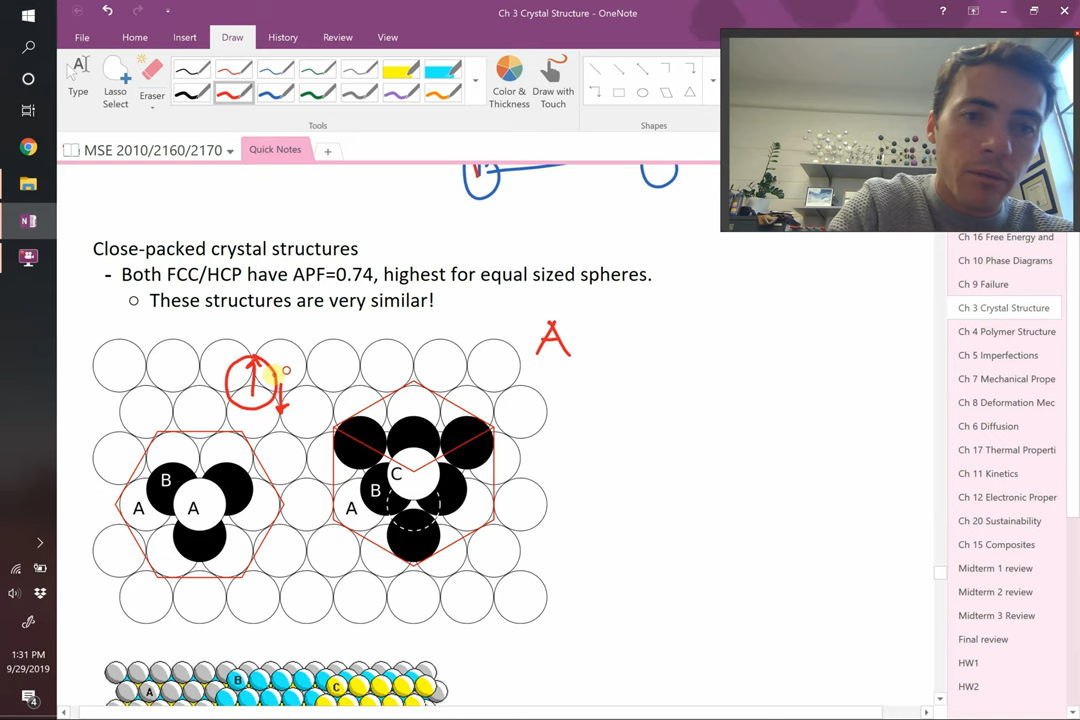 Ch 3 Crystal Structure - OneNote
?
File
Home
Insert
Draw
History
Review
View
A
Type
Lasso
Select
Eraser
Color &
Thickness
Draw with
Touch
Tools
Shapes
MSE 2010/2160/2170
Quick Notes
+
Close-packed crystal structures
- Both FCC/HCP have APF=0.74, highest for equal sized spheres.
o These structures are very similar!
A
B
A
A
C
B
A
A
B
C
Ch 16 Free Energy and
Ch 10 Phase Diagrams
Ch 9 Failure
Ch 3 Crystal Structure
Ch 4 Polymer Structure
Ch 5 Imperfections
Ch 7 Mechanical Prope
Ch 8 Deformation Mec
Ch 6 Diffusion
Ch 17 Thermal Properti
Ch 11 Kinetics
Ch 12 Electronic Proper
Ch 20 Sustainability
Ch 15 Composites
Midterm 1 review
Midterm 2 review
Midterm 3 Review
Final review
HW1
HW2
1:31 PM
9/29/2019
4